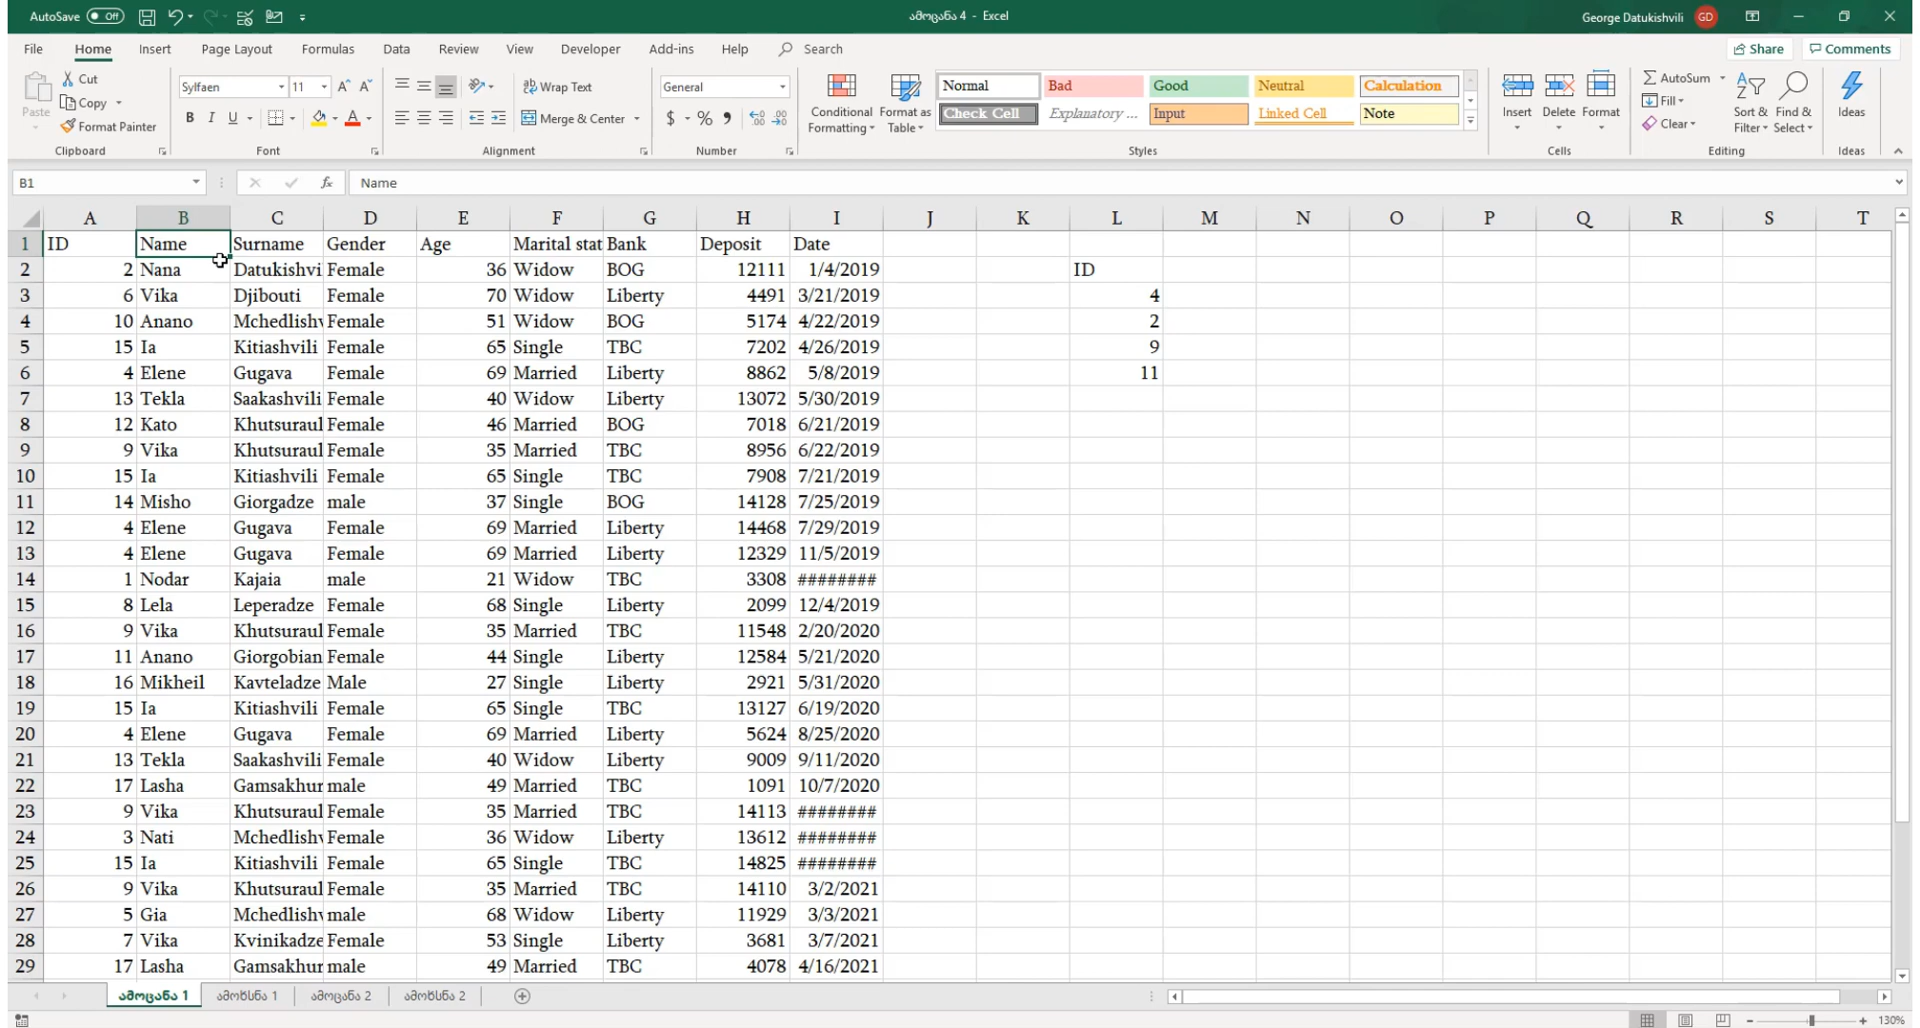 AutoSave Off ამოცანა 4 - Excel George Datukishvili GD
File Home Insert Page Layout Formulas Data Review View Developer Add-ins Help Search Share Comments
Cut Sylfaen 11 Wrap Text General Normal Bad Good Neutral Calculation AutoSum
Paste Copy Conditional Formatting Format as Table Insert Delete Format Fill Sort & Filter Find & Select Ideas
Format Painter B I U Merge & Center $ % Check Cell Explanatory ... Input Linked Cell Note Clear
Clipboard Font Alignment Number Styles Cells Editing Ideas
B1 fx Name
A B C D E F G H I J K L M N O P Q R S T
1 ID Name Surname Gender Age Marital stat Bank Deposit Date
2 2 Nana Datukishvi Female 36 Widow BOG 12111 1/4/2019 ID
3 6 Vika Djibouti Female 70 Widow Liberty 4491 3/21/2019 4
4 10 Anano Mchedlishv Female 51 Widow BOG 5174 4/22/2019 2
5 15 Ia Kitiashvili Female 65 Single TBC 7202 4/26/2019 9
6 4 Elene Gugava Female 69 Married Liberty 8862 5/8/2019 11
7 13 Tekla Saakashvili Female 40 Widow Liberty 13072 5/30/2019
8 12 Kato Khutsuraul Female 46 Married BOG 7018 6/21/2019
9 9 Vika Khutsuraul Female 35 Married TBC 8956 6/22/2019
10 15 Ia Kitiashvili Female 65 Single TBC 7908 7/21/2019
11 14 Misho Giorgadze male 37 Single BOG 14128 7/25/2019
12 4 Elene Gugava Female 69 Married Liberty 14468 7/29/2019
13 4 Elene Gugava Female 69 Married Liberty 12329 11/5/2019
14 1 Nodar Kajaia male 21 Widow TBC 3308 ########
15 8 Lela Leperadze Female 68 Single Liberty 2099 12/4/2019
16 9 Vika Khutsuraul Female 35 Married TBC 11548 2/20/2020
17 11 Anano Giorgobian Female 44 Single Liberty 12584 5/21/2020
18 16 Mikheil Kavteladze Male 27 Single Liberty 2921 5/31/2020
19 15 Ia Kitiashvili Female 65 Single TBC 13127 6/19/2020
20 4 Elene Gugava Female 69 Married Liberty 5624 8/25/2020
21 13 Tekla Saakashvili Female 40 Widow Liberty 9009 9/11/2020
22 17 Lasha Gamsakhur male 49 Married TBC 1091 10/7/2020
23 9 Vika Khutsuraul Female 35 Married TBC 14113 ########
24 3 Nati Mchedlishv Female 36 Widow Liberty 13612 ########
25 15 Ia Kitiashvili Female 65 Single TBC 14825 ########
26 9 Vika Khutsuraul Female 35 Married TBC 14110 3/2/2021
27 5 Gia Mchedlishv male 68 Widow Liberty 11929 3/3/2021
28 7 Vika Kvinikadze Female 53 Single Liberty 3681 3/7/2021
29 17 Lasha Gamsakhur male 49 Married TBC 4078 4/16/2021
ამოცანა 1 ამოხსნა 1 ამოცანა 2 ამოხსნა 2
130%